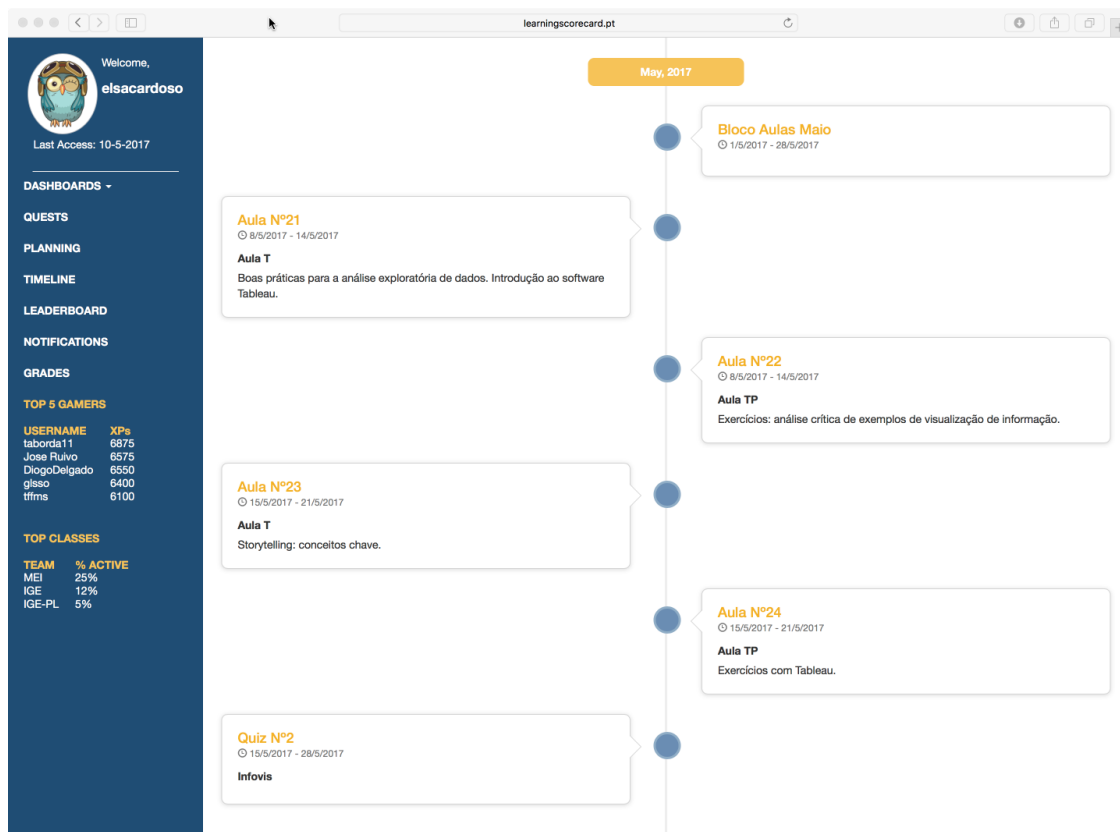 learningscorecard.pt
Welcome,
elsacardoso
Last Access: 10-5-2017
DASHBOARDS
QUESTS
PLANNING
TIMELINE
LEADERBOARD
NOTIFICATIONS
GRADES
TOP 5 GAMERS
USERNAME XPs
taborda11 6875
Jose Ruivo 6575
DiogoDelgado 6550
glsso 6400
tffms 6100
TOP CLASSES
TEAM % ACTIVE
MEI 25%
IGE 12%
IGE-PL 5%
May, 2017
Bloco Aulas Maio
1/5/2017 - 28/5/2017
Aula Nº21
8/5/2017 - 14/5/2017
Aula T
Boas práticas para a análise exploratória de dados. Introdução ao software
Tableau.
Aula Nº22
8/5/2017 - 14/5/2017
Aula TP
Exercícios: análise crítica de exemplos de visualização de informação.
Aula Nº23
15/5/2017 - 21/5/2017
Aula T
Storytelling: conceitos chave.
Aula Nº24
15/5/2017 - 21/5/2017
Aula TP
Exercícios com Tableau.
Quiz Nº2
15/5/2017 - 28/5/2017
Infovis